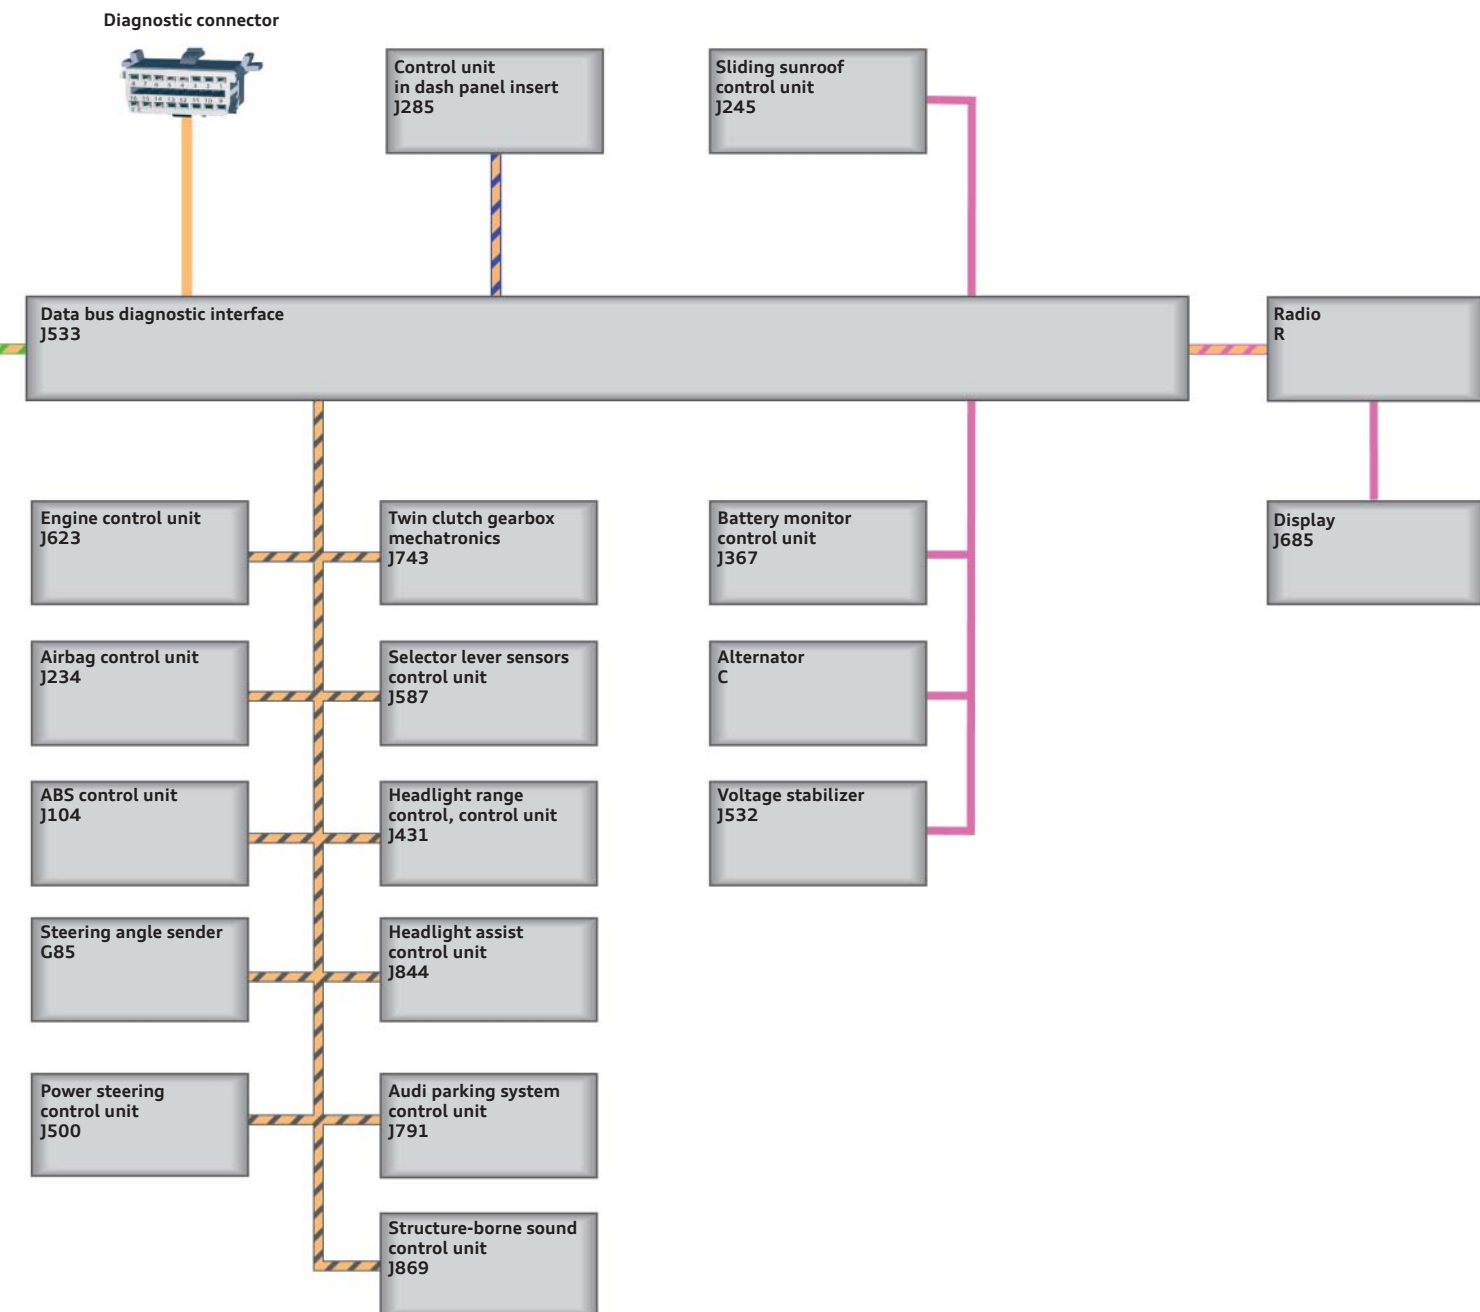 Diagnostic connector
Control unit
in dash panel insert
J285
Sliding sunroof
control unit
J245
Data bus diagnostic interface
J533
Radio
R
Engine control unit
J623
Twin clutch gearbox
mechatronics
J743
Battery monitor
control unit
J367
Display
J685
Airbag control unit
J234
Selector lever sensors
control unit
J587
Alternator
C
ABS control unit
J104
Headlight range
control, control unit
J431
Voltage stabilizer
J532
Steering angle sender
G85
Headlight assist
control unit
J844
Power steering
control unit
J500
Audi parking system
control unit
J791
Structure-borne sound
control unit
J869